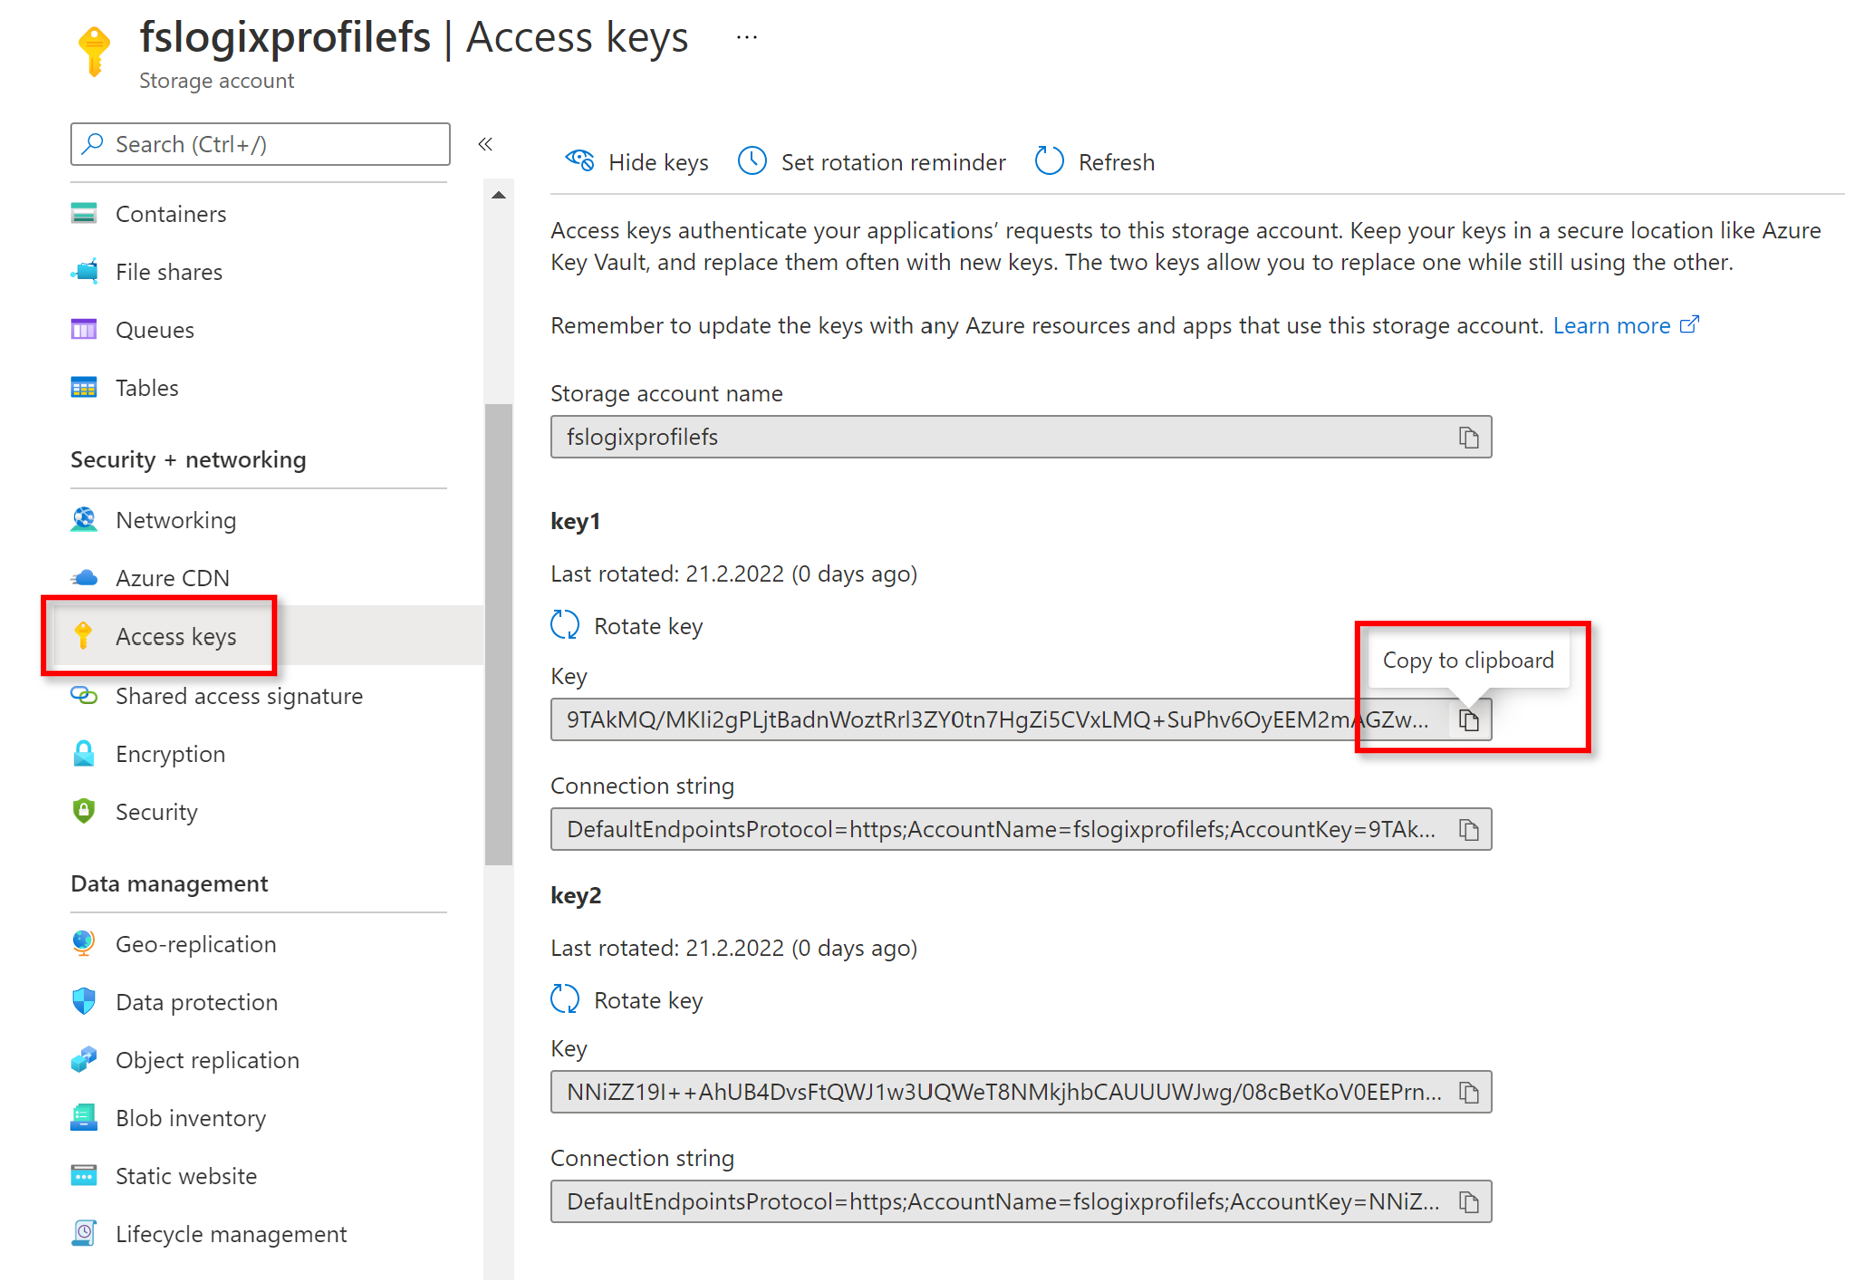 fslogixprofilefs | Access keys ...
Storage account
Search (Ctrl+/)
«
Containers
File shares
Queues
Tables
Security + networking
Networking
Azure CDN
Access keys
Shared access signature
Encryption
Security
Data management
Geo-replication
Data protection
Object replication
Blob inventory
Static website
Lifecycle management
Hide keys
Set rotation reminder
Refresh
Access keys authenticate your applications’ requests to this storage account. Keep your keys in a secure location like Azure
Key Vault, and replace them often with new keys. The two keys allow you to replace one while still using the other.
Remember to update the keys with any Azure resources and apps that use this storage account. Learn more
Storage account name
fslogixprofilefs
key1
Last rotated: 21.2.2022 (0 days ago)
Rotate key
Copy to clipboard
Key
9TAkMQ/MKIi2gPLjtBadnWoztRrl3ZY0tn7HgZi5CVxLMQ+SuPhv6OyEEM2mAGZw...
Connection string
DefaultEndpointsProtocol=https;AccountName=fslogixprofilefs;AccountKey=9TAk...
key2
Last rotated: 21.2.2022 (0 days ago)
Rotate key
Key
NNiZZ19I++AhUB4DvsFtQWJ1w3UQWeT8NMkjhbCAUUUWJwg/08cBetKoV0EEPrn...
Connection string
DefaultEndpointsProtocol=https;AccountName=fslogixprofilefs;AccountKey=NNiZ...